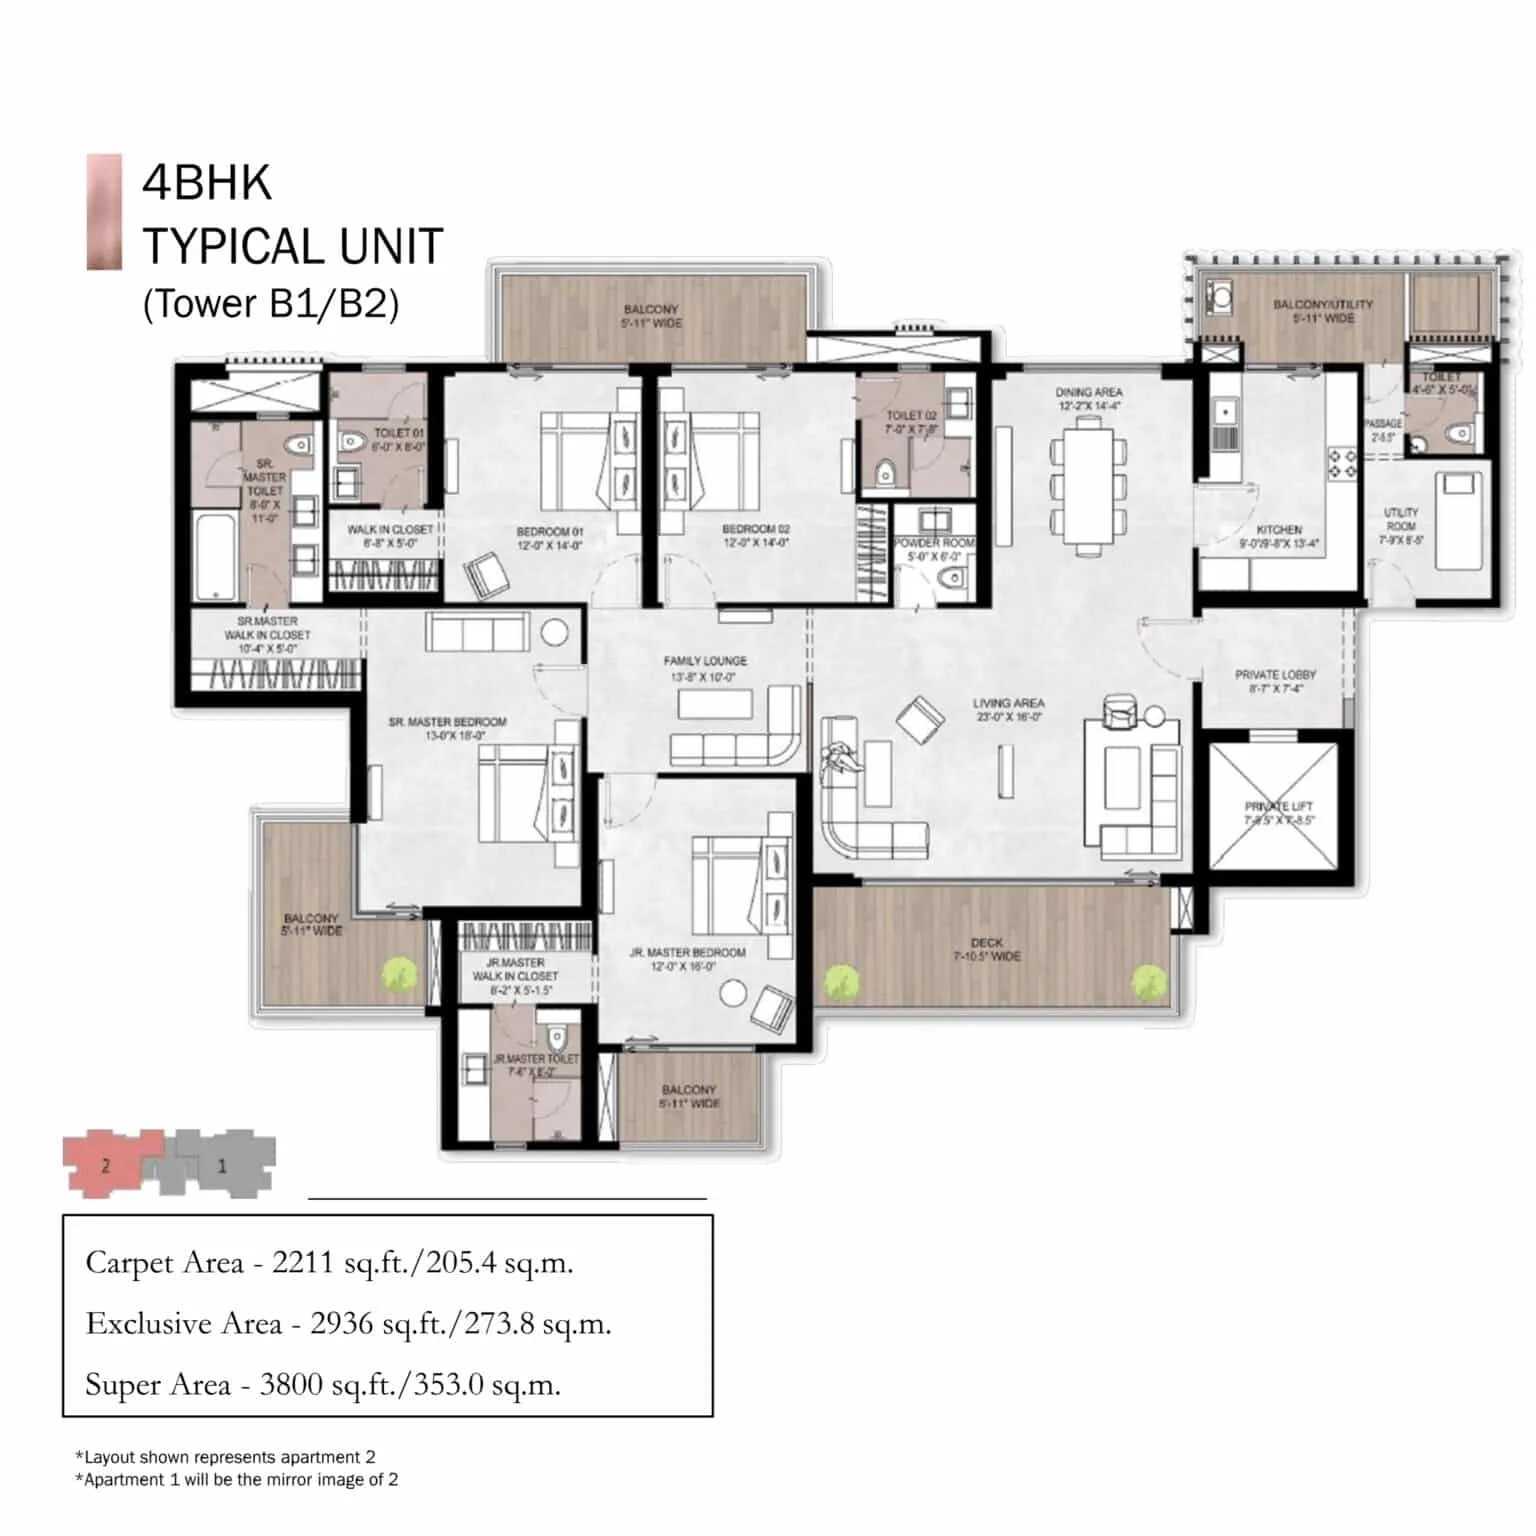 4BHK
TYPICAL UNIT
(Tower B1/B2)
BALCONY
5'-11" WIDE
BALCONY/UTILITY
5'-11" WIDE
TOILET 01
6'-0" X 8'-0"
SR.
MASTER
TOILET
8'-0" X
11'-0"
WALK IN CLOSET
6'-8" X 5'-0"
BEDROOM 01
12'-0" X 14'-0"
BEDROOM 02
12'-0" X 14'-0"
TOILET 02
7'-0" X 7'-8"
POWDER ROOM
5'-0" X 6'-0"
DINING AREA
12'-2"X 14'-4"
KITCHEN
9'-0"/9'-8"X 13'-4"
PASSAGE
2'-5.5"
TOILET
4'-6" X 5'-0"
UTILITY
ROOM
7'-9"X 8'-5"
SR.MASTER
WALK IN CLOSET
10'-4" X 5'-0"
SR. MASTER BEDROOM
13-0"X 18'-0"
FAMILY LOUNGE
13'-8" X 10'-0"
LIVING AREA
23'-0" X 16'-0"
PRIVATE LOBBY
8'-7" X 7'-4"
PRIVATE LIFT
BALCONY
5'-11" WIDE
JR.MASTER
WALK IN CLOSET
8'-2" X 5'-1.5"
JR. MASTER BEDROOM
12'-0" X 16'-0"
DECK
7'-10.5" WIDE
JR.MASTER TOILET
7'-6" X 8'-0"
BALCONY
5'-11" WIDE
2
1
Carpet Area - 2211 sq.ft./205.4 sq.m.
Exclusive Area - 2936 sq.ft./273.8 sq.m.
Super Area - 3800 sq.ft./353.0 sq.m.
*Layout shown represents apartment 2
*Apartment 1 will be the mirror image of 2